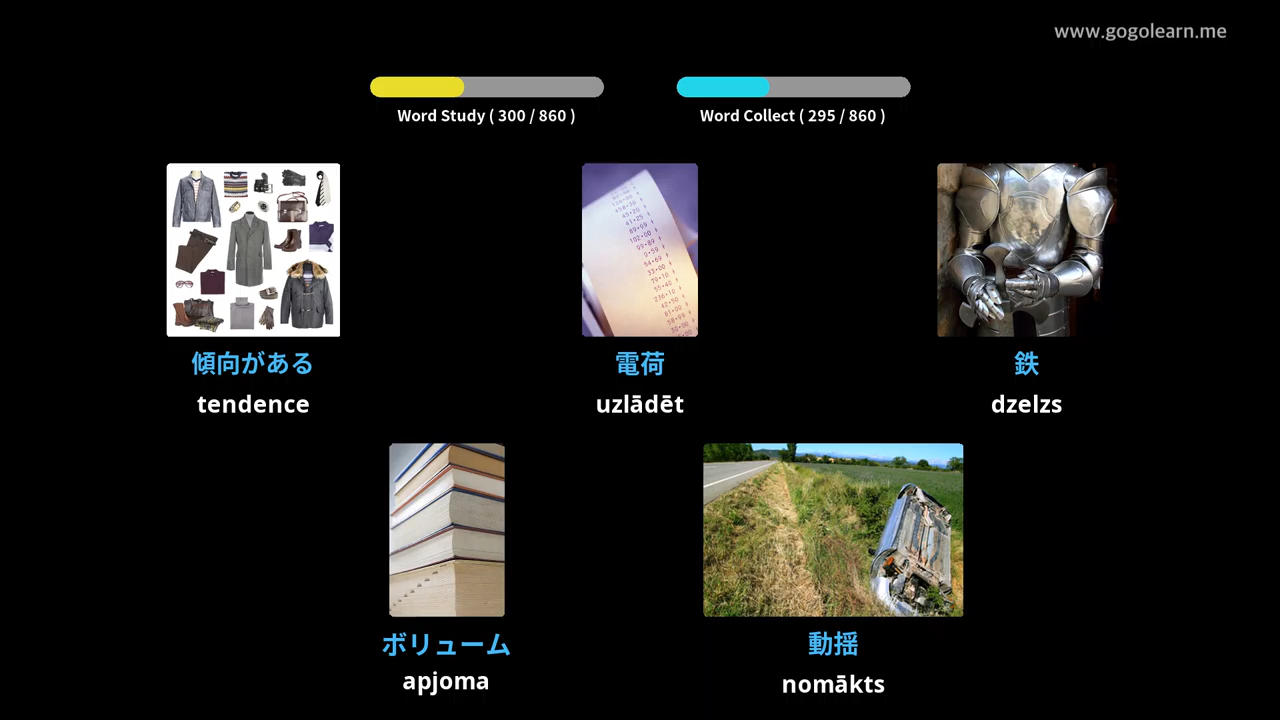 www.gogolearn.me
Word Study ( 300 / 860 )
Word Collect ( 295 / 860 )
傾向がある
tendence
電荷
uzlādēt
鉄
dzelzs
ボリューム
apjoma
動揺
nomākts